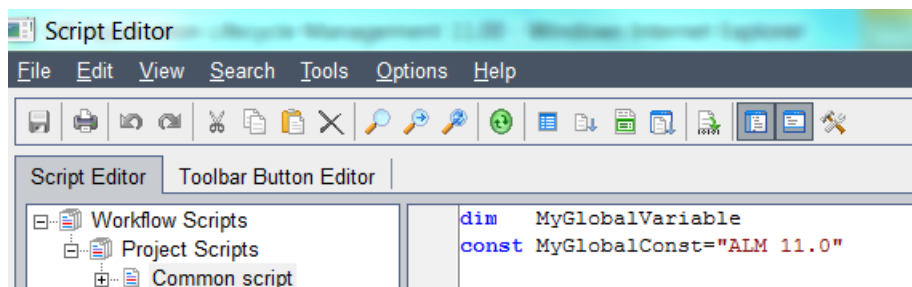 Script Editor
File Edit View Search Tools Options Help
Script Editor Toolbar Button Editor
Workflow Scripts
Project Scripts
Common script
dim MyGlobalVariable
const MyGlobalConst="ALM 11.0"